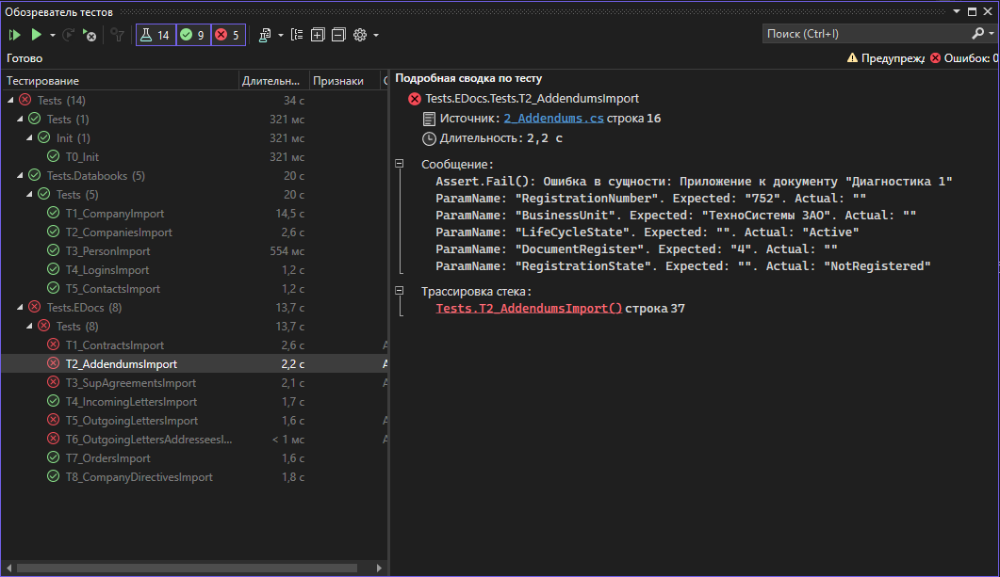 Обозреватель тестов
14 9 5
Поиск (Ctrl+I)
Готово
Предупреж Ошибок: 0
Тестирование Длительн... Признаки
Tests (14) 34 с
Tests (1) 321 мс
Init (1) 321 мс
T0_Init 321 мс
Tests.Databooks (5) 20 с
Tests (5) 20 с
T1_CompanyImport 14,5 с
T2_CompaniesImport 2,6 с
T3_PersonImport 554 мс
T4_LoginsImport 1,2 с
T5_ContactsImport 1,2 с
Tests.EDocs (8) 13,7 с
Tests (8) 13,7 с
T1_ContractsImport 2,6 с
T2_AddendumsImport 2,2 с
T3_SupAgreementsImport 2,1 с
T4_IncomingLettersImport 1,7 с
T5_OutgoingLettersImport 1,6 с
T6_OutgoingLettersAddresseesI... < 1 мс
T7_OrdersImport 1,6 с
T8_CompanyDirectivesImport 1,8 с
Подробная сводка по тесту
Tests.EDocs.Tests.T2_AddendumsImport
Источник: 2_Addendums.cs строка 16
Длительность: 2,2 с
Сообщение:
Assert.Fail(): Ошибка в сущности: Приложение к документу "Диагностика 1"
ParamName: "RegistrationNumber". Expected: "752". Actual: ""
ParamName: "BusinessUnit". Expected: "ТехноСистемы ЗАО". Actual: ""
ParamName: "LifeCycleState". Expected: "". Actual: "Active"
ParamName: "DocumentRegister". Expected: "4". Actual: ""
ParamName: "RegistrationState". Expected: "". Actual: "NotRegistered"
Трассировка стека:
Tests.T2_AddendumsImport() строка 37